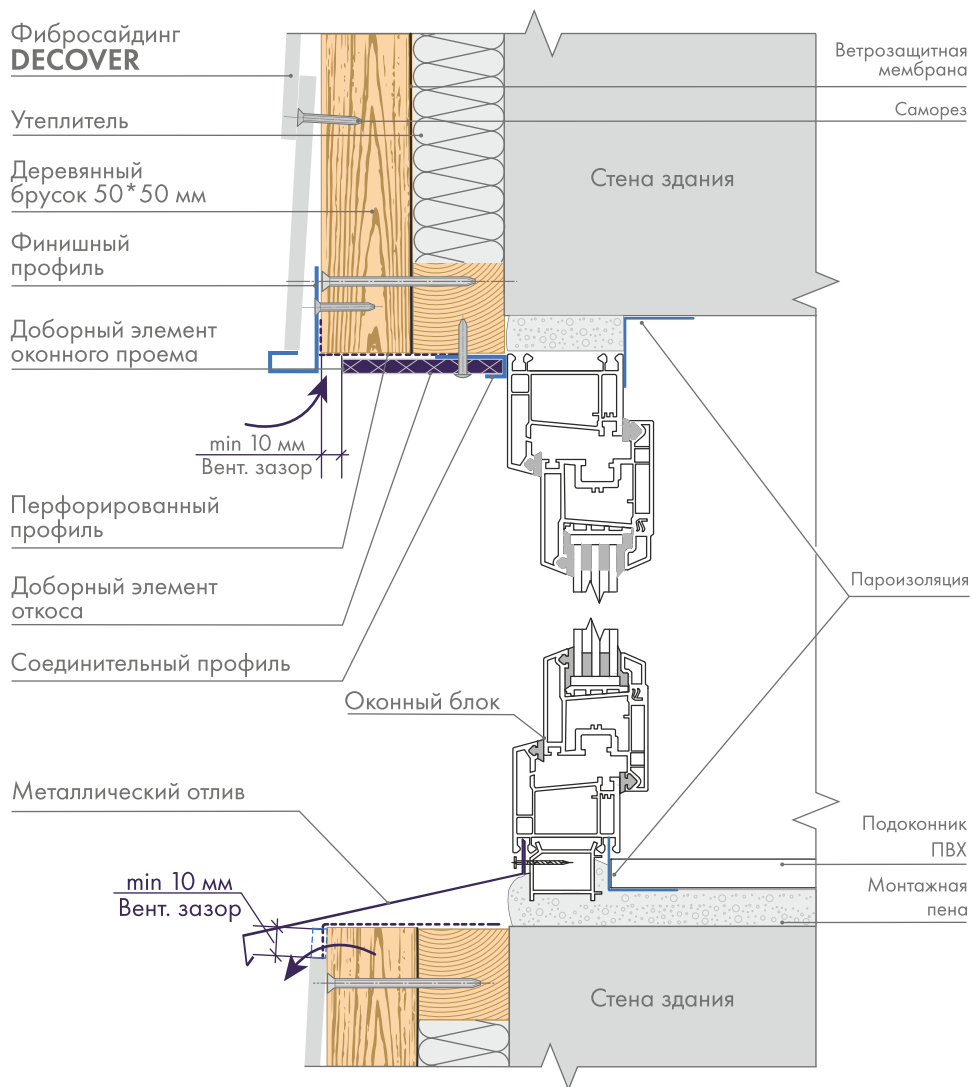 Фибросайдинг
DECOVER
Утеплитель
Деревянный
брусок 50*50 мм
Финишный
профиль
Доборный элемент
оконного проема
min 10 мм
Вент. зазор
Перфорированный
профиль
Доборный элемент
откоса
Соединительный профиль
Оконный блок
Металлический отлив
min 10 мм
Вент. зазор
Ветрозащитная
мембрана
Саморез
Стена здания
Пароизоляция
Подоконник
ПВХ
Монтажная
пена
Стена здания